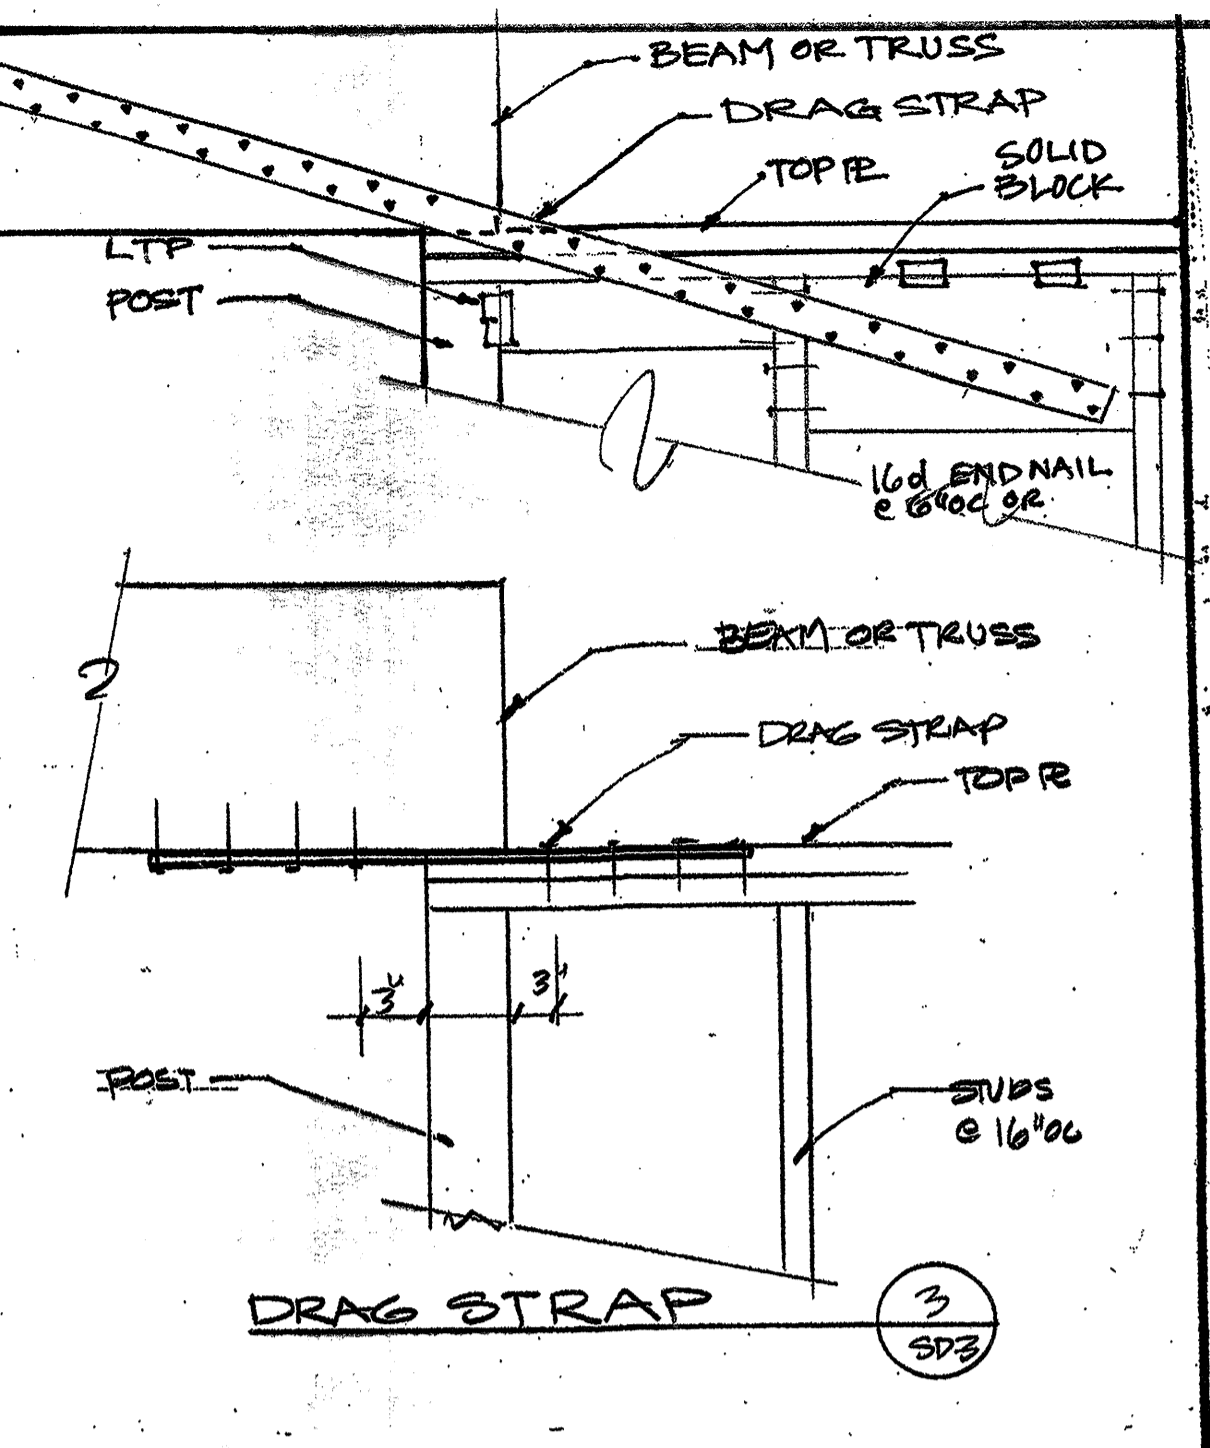 BEAM OR TRUSS
DRAG STRAP
TOP PL
SOLID
BLOCK
LTP
POST
16d END NAIL
@ 6"OC OR
BEAM OR TRUSS
2
DRAG STRAP
TOP PL
3"
3"
POST
STUDS
@ 16"OC
DRAG STRAP
3
SD3